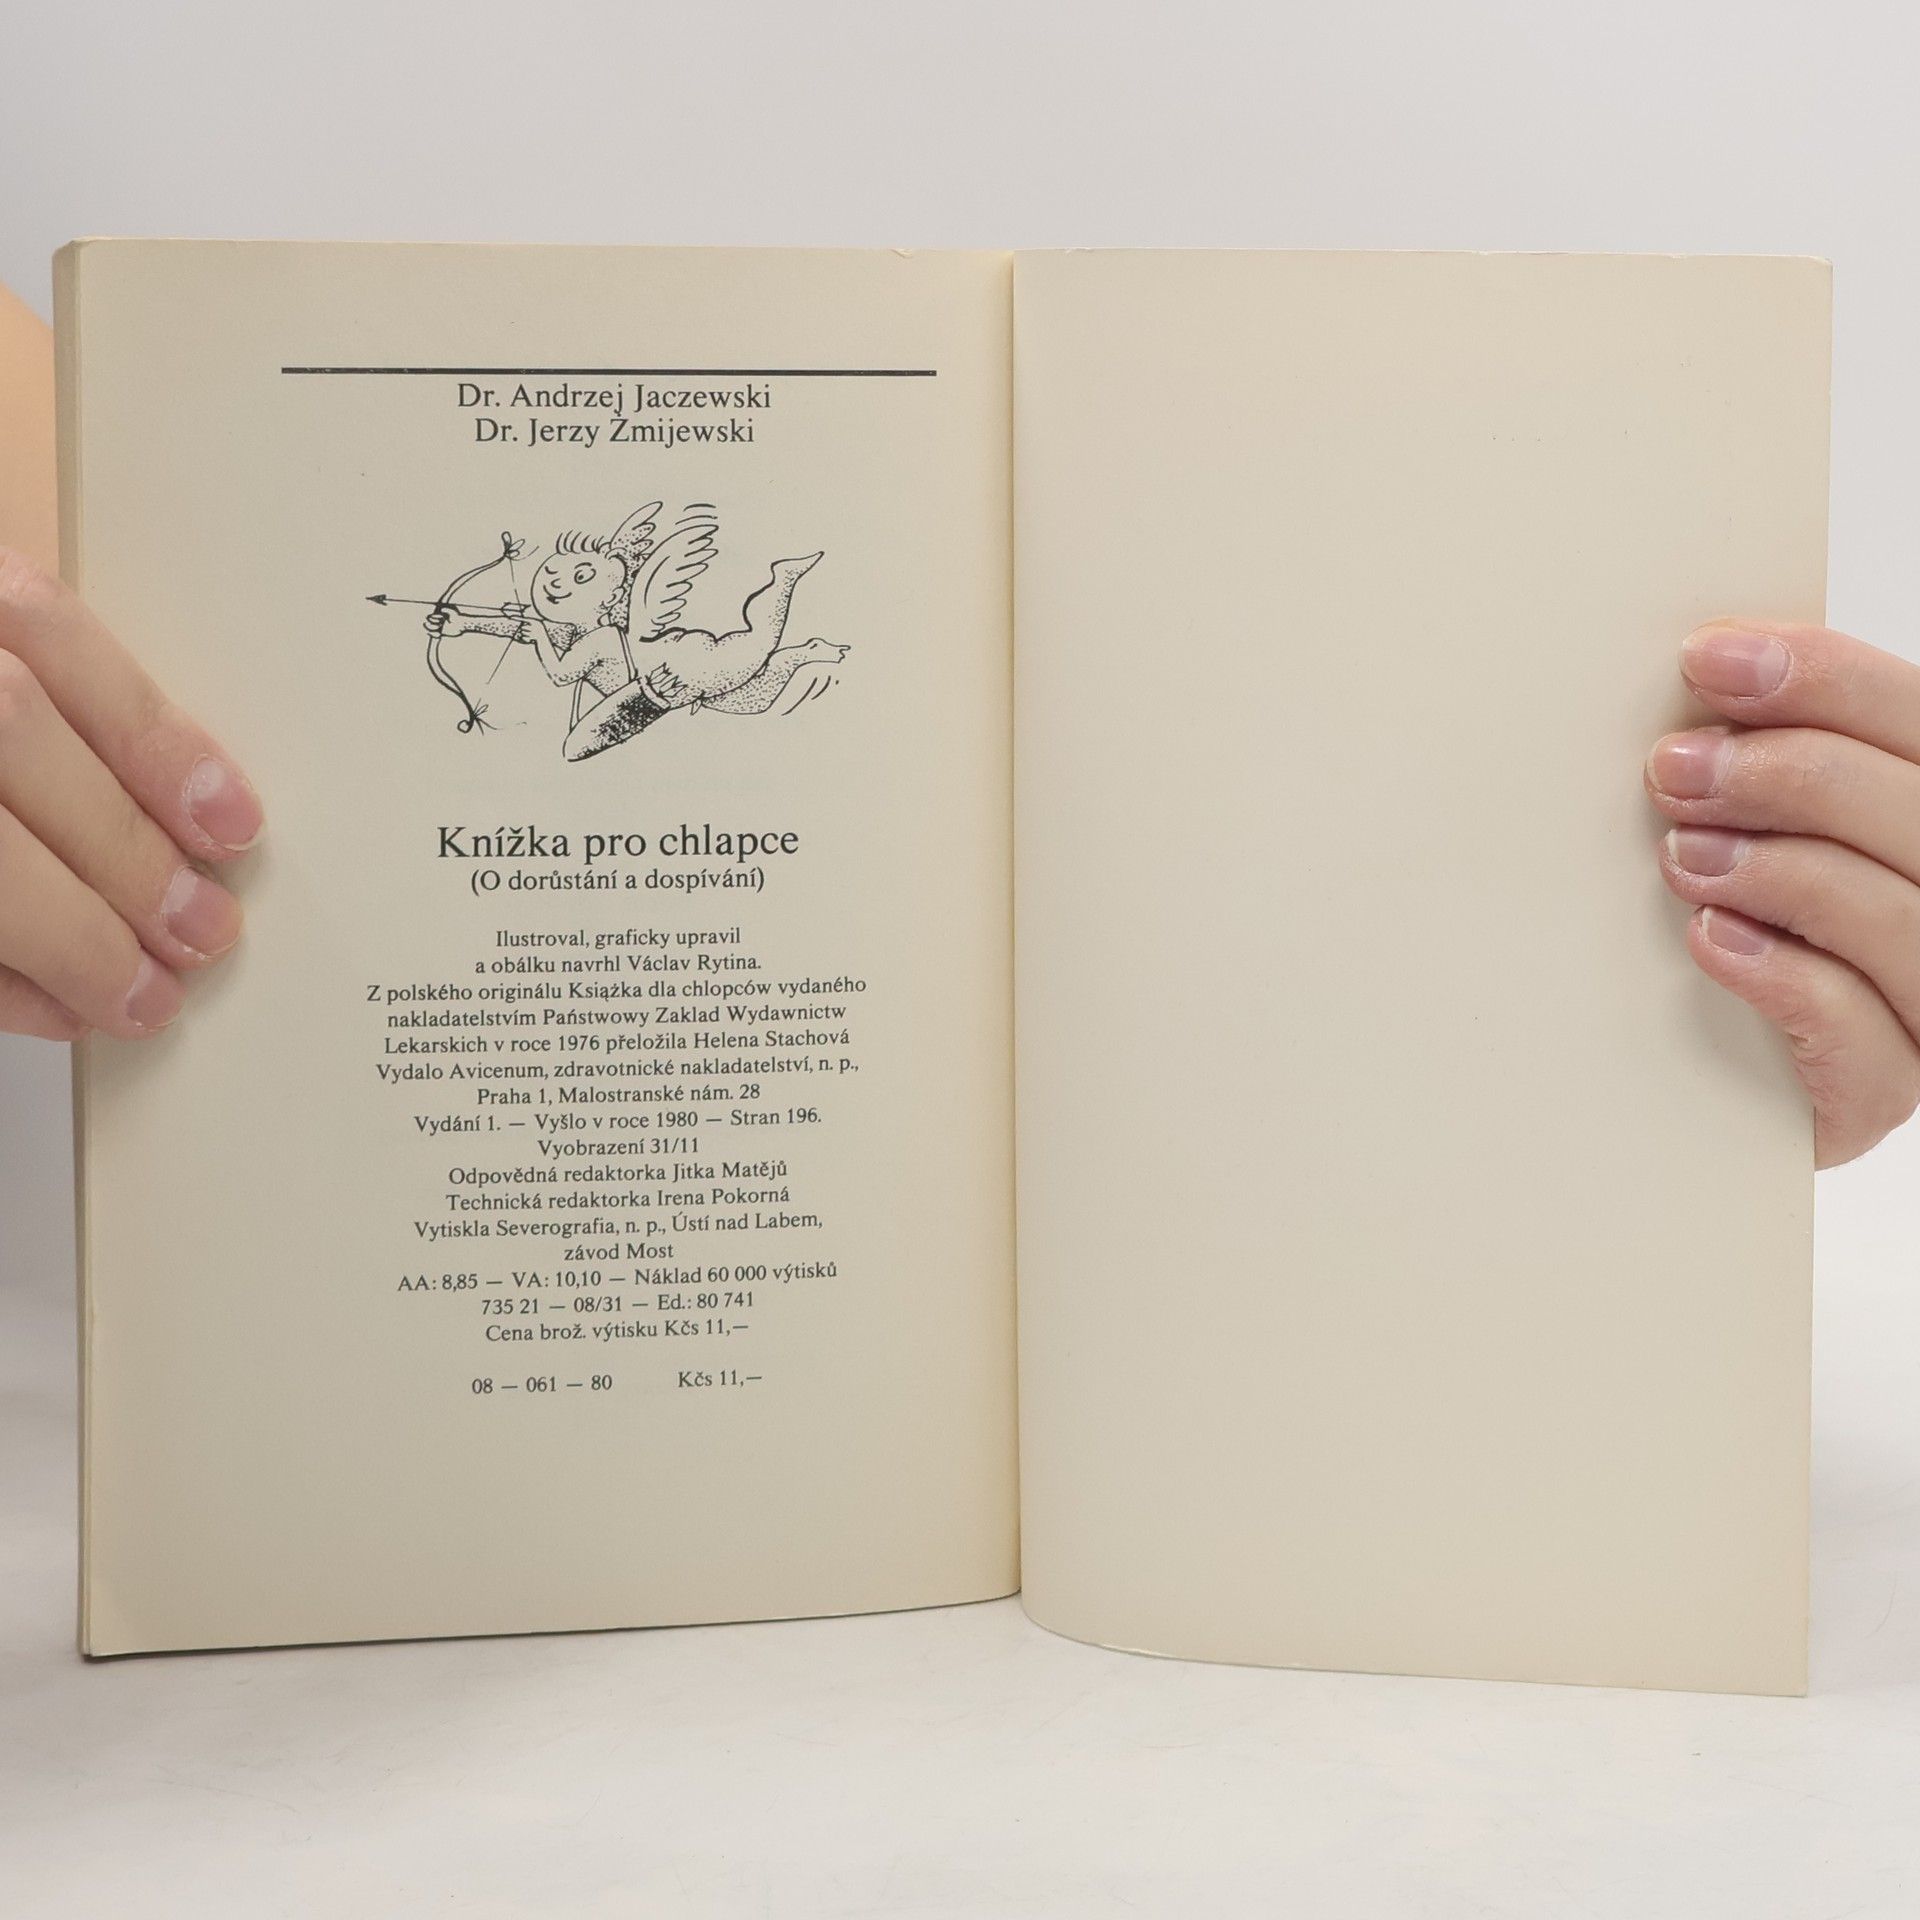 Dr. Andrzej Jaczewski
Dr. Jerzy Żmijewski
Knížka pro chlapce
(O dorůstání a dospívání)
Ilustroval, graficky upravil
a obálku navrhl Václav Rytina.
Z polského originálu Książka dla chlopców vydaného
nakladatelstvím Państwowy Zaklad Wydawnictw
Lekarskich v roce 1976 přeložila Helena Stachová
Vydalo Avicenum, zdravotnické nakladatelství, n. p.,
Praha 1, Malostranské nám. 28
Vydání 1. — Vyšlo v roce 1980 — Stran 196.
Vyobrazení 31/11
Odpovědná redaktorka Jitka Matějů
Technická redaktorka Irena Pokorná
Vytiskla Severografia, n. p., Ústí nad Labem,
závod Most
AA: 8,85 — VA: 10,10 — Náklad 60 000 výtisků
735 21 — 08/31 — Ed.: 80 741
Cena brož. výtisku Kčs 11,—
08 — 061 — 80 Kčs 11,—